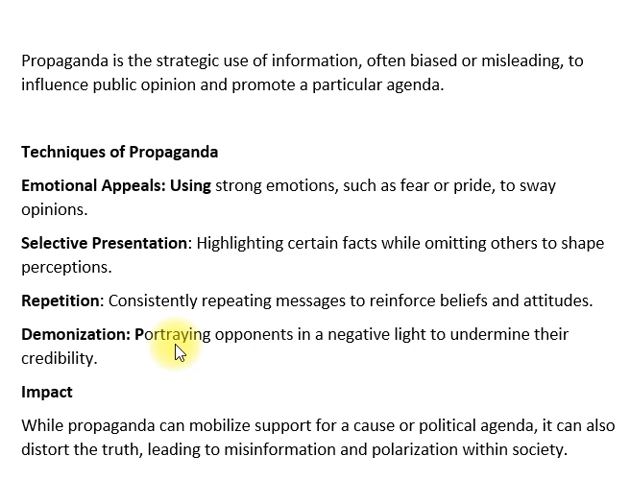 Propaganda is the strategic use of information, often biased or misleading, to
influence public opinion and promote a particular agenda.
Techniques of Propaganda
Emotional Appeals: Using strong emotions, such as fear or pride, to sway
opinions.
Selective Presentation: Highlighting certain facts while omitting others to shape
perceptions.
Repetition: Consistently repeating messages to reinforce beliefs and attitudes.
Demonization: Portraying opponents in a negative light to undermine their
credibility.
Impact
While propaganda can mobilize support for a cause or political agenda, it can also
distort the truth, leading to misinformation and polarization within society.